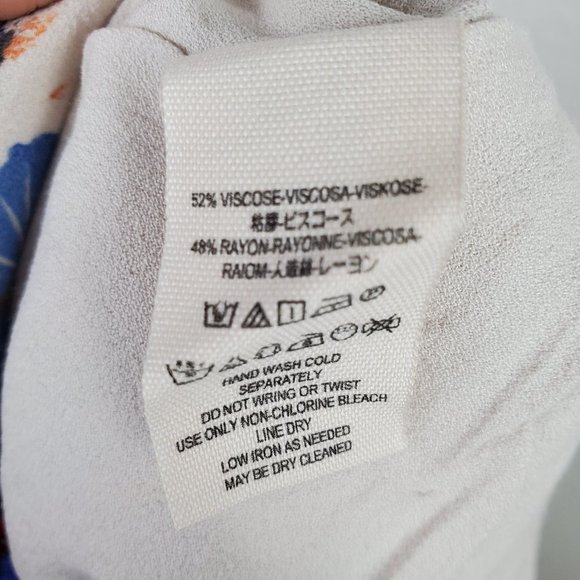 52% VISCOSE-VISCOSA-VISKOSE-
粘膠-ビスコース
48% RAYON-RAYONNE-VISCOSA-
RAIOM-人造絲-レーヨン
HAND WASH COLD
SEPARATELY
DO NOT WRING OR TWIST
USE ONLY NON-CHLORINE BLEACH
LINE DRY
LOW IRON AS NEEDED
MAY BE DRY CLEANED